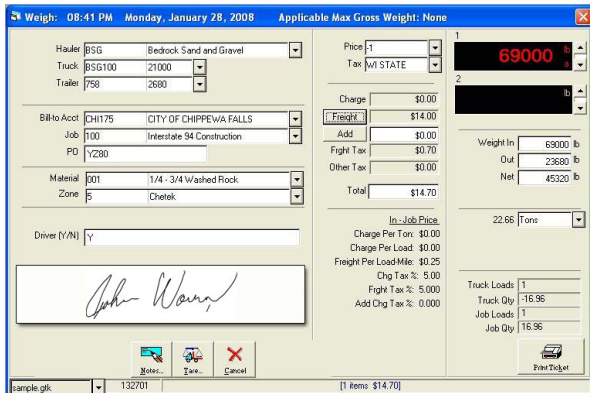 Weigh: 08:41 PM Monday, January 28, 2008 Applicable Max Gross Weight: None
Hauler BSG Bedrock Sand and Gravel
Truck BSG100 21000
Trailer 758 2680
Bill-to Acct CHI175 CITY OF CHIPPEWA FALLS
Job 100 Interstate 94 Construction
PO YZ80
Material 001 1/4 - 3/4 Washed Rock
Zone 5 Chetek
Driver (Y/N) Y
John
Notes... Tare... Cancel
sample.gtk 132701 [1 items $14.70]
Price -1
Tax WI STATE
Charge $0.00
Freight $14.00
Add $0.00
Frght Tax $0.70
Other Tax $0.00
Total $14.70
In - Job Price
Charge Per Ton: $0.00
Charge Per Load: $0.00
Freight Per Load-Mile: $0.25
Chg Tax %: 5.00
Frght Tax %: 5.000
Add Chg Tax %: 0.000
1
69000 lb
s
2
lb
Weight In 69000 lb
Out 23680 lb
Net 45320 lb
22.66 Tons
Truck Loads 1
Truck Qty -16.96
Job Loads 1
Job Qty 16.96
Print Ticket